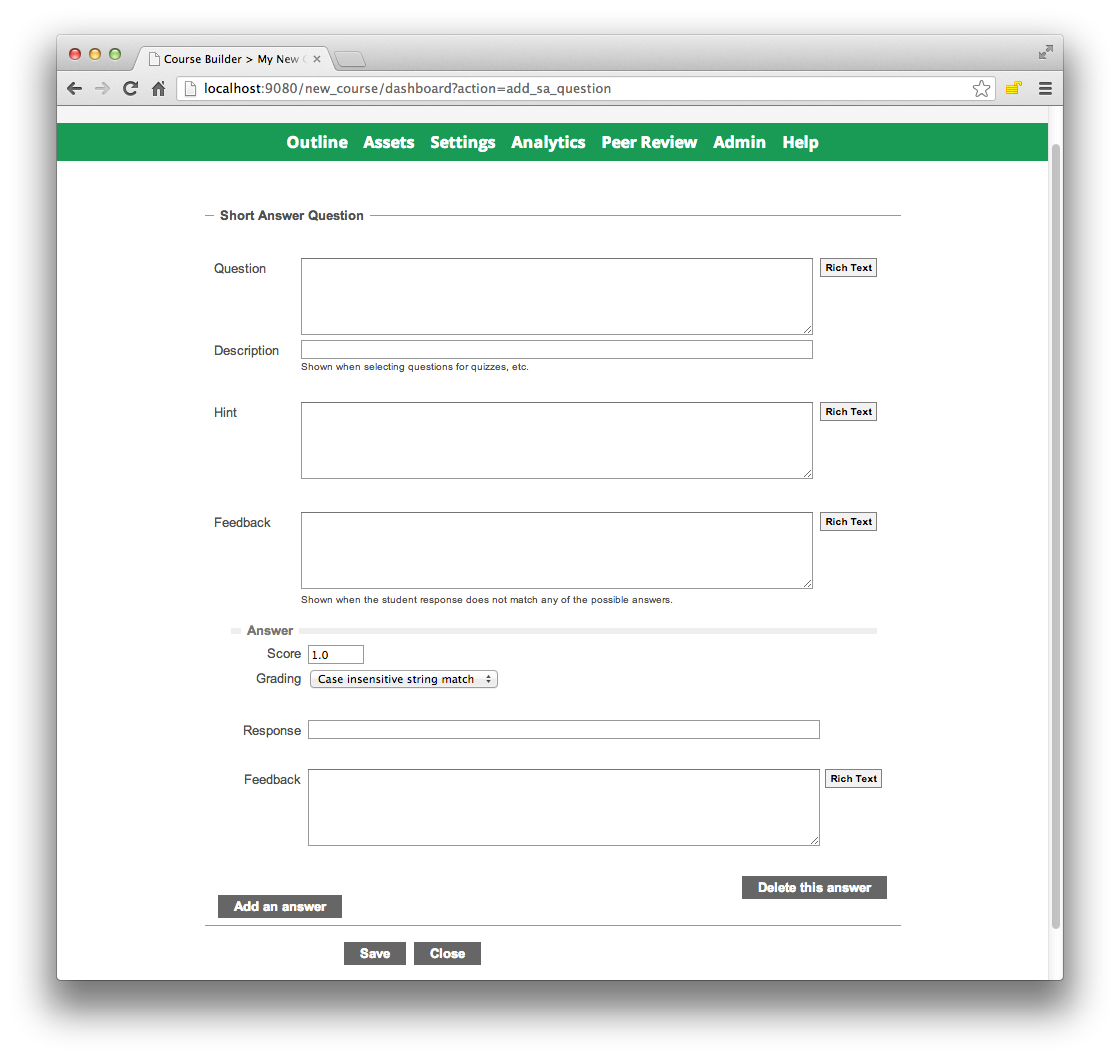 Course Builder > My New C
localhost:9080/new_course/dashboard?action=add_sa_question
Outline Assets Settings Analytics Peer Review Admin Help
Short Answer Question
Question Rich Text
Description
Shown when selecting questions for quizzes, etc.
Hint Rich Text
Feedback Rich Text
Shown when the student response does not match any of the possible answers.
Answer
Score 1.0
Grading Case insensitive string match
Response
Feedback Rich Text
Delete this answer
Add an answer
Save Close